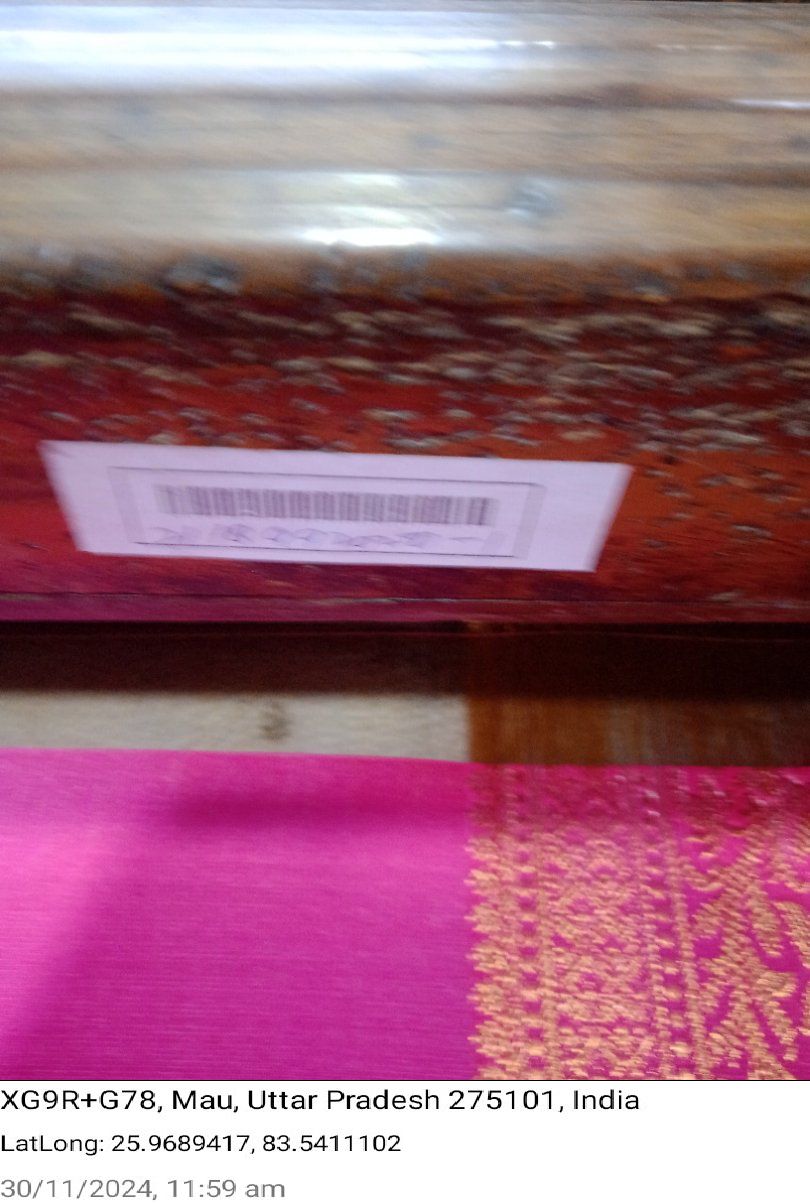 XG9R+G78, Mau, Uttar Pradesh 275101, India
LatLong: 25.9689417, 83.5411102
30/11/2024, 11:59 am